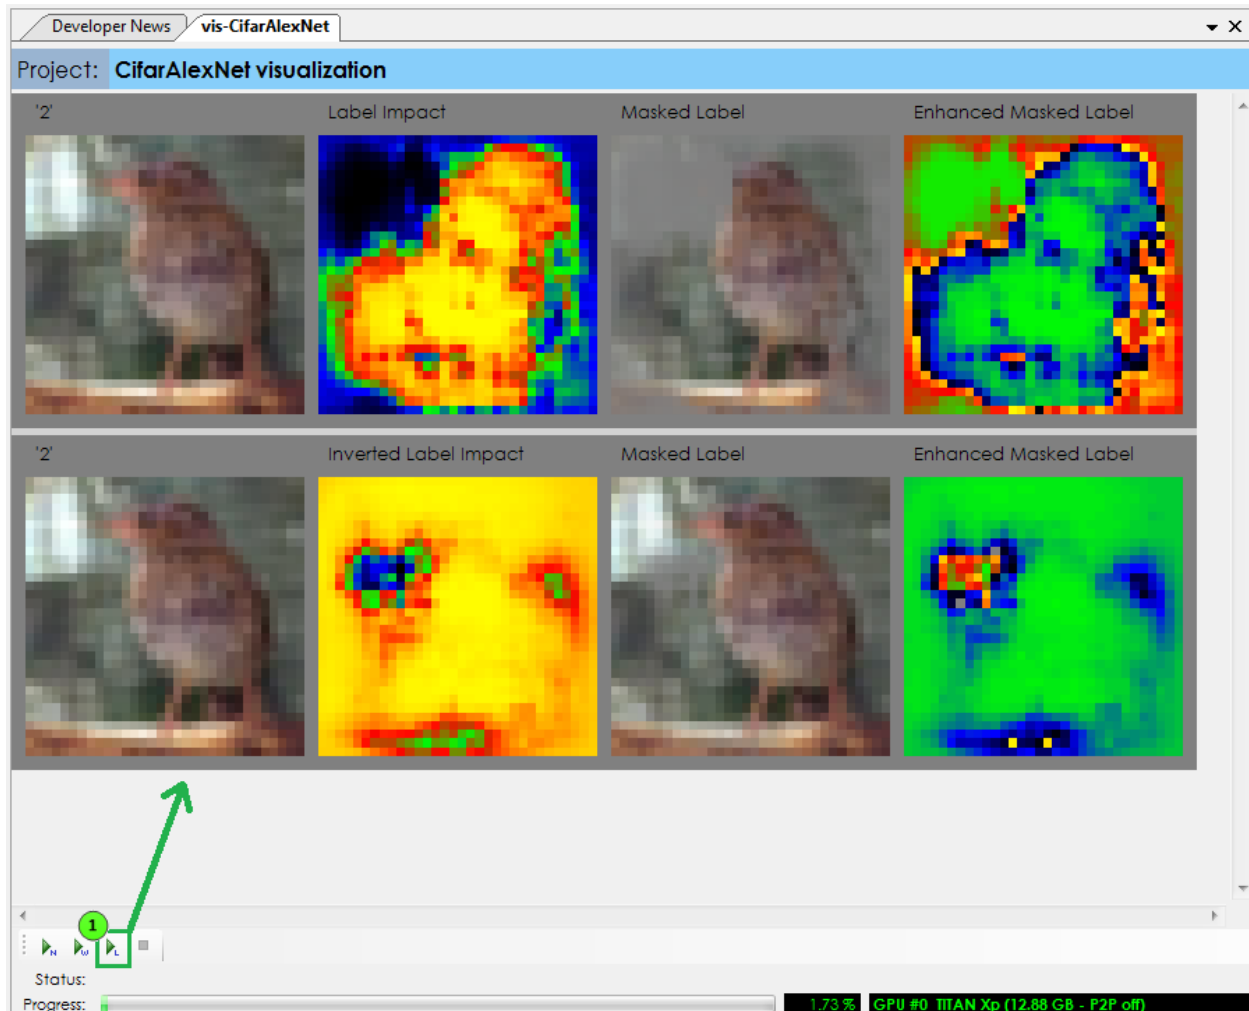 Developer News vis-CifarAlexNet
Project: CifarAlexNet visualization
'2' Label Impact Masked Label Enhanced Masked Label
'2' Inverted Label Impact Masked Label Enhanced Masked Label
1
N W L
Status:
Progress: 1.73 % GPU #0 TITAN Xp (12.88 GB - P2P off)